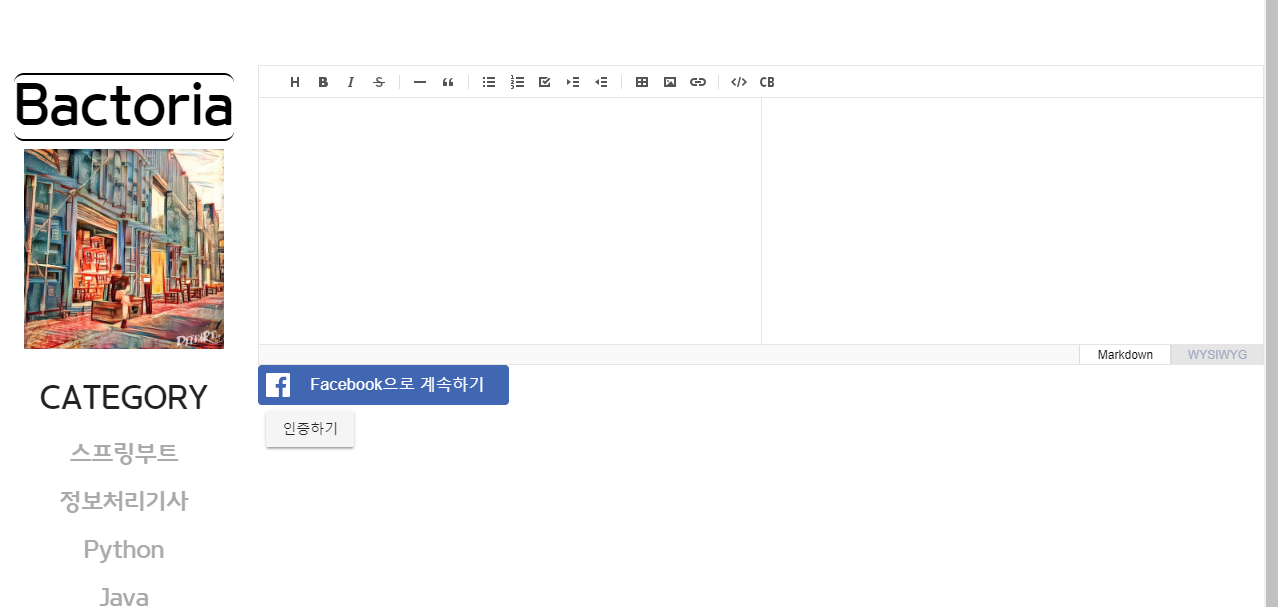 Bactoria
CATEGORY
스프링부트
정보처리기사
Python
Java
H B I S CB
Markdown WYSIWYG
Facebook으로 계속하기
인증하기